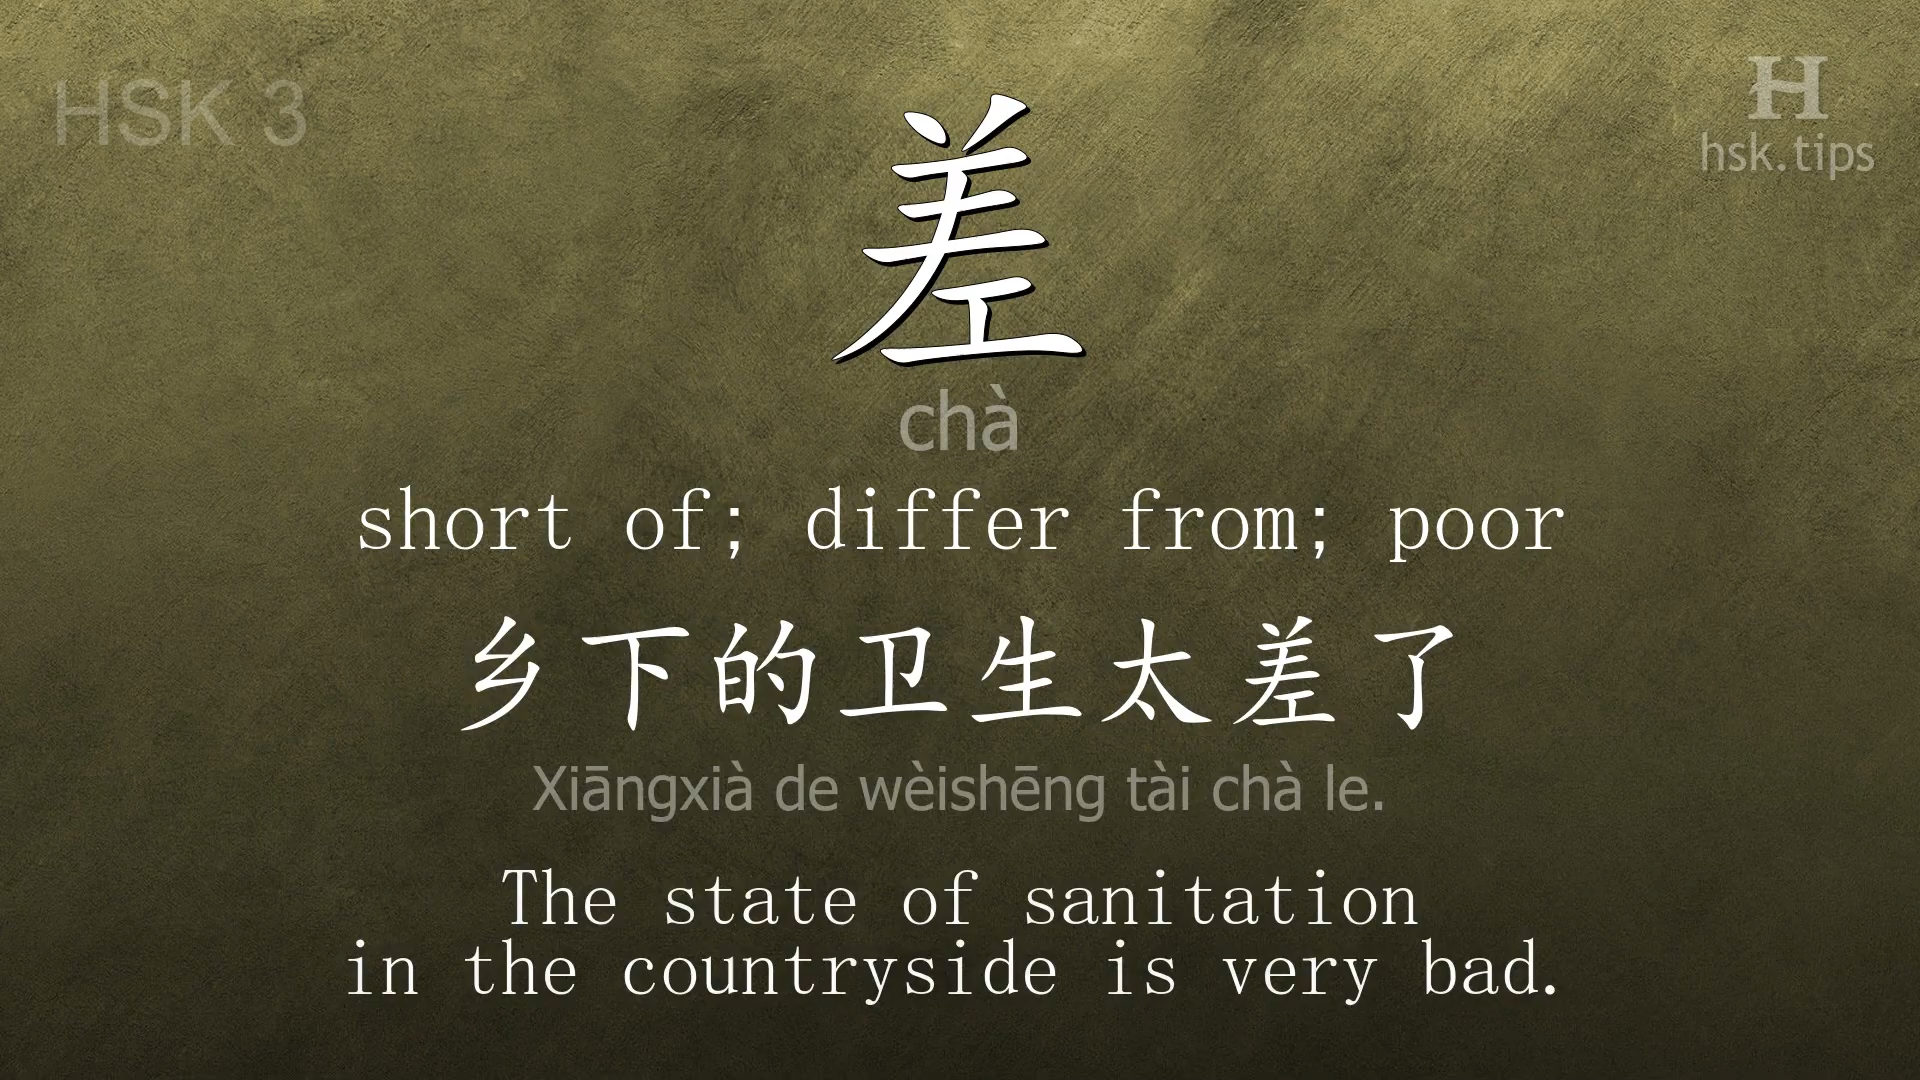 HSK 3
H
hsk.tips
差
chà
short of; differ from; poor
乡下的卫生太差了
Xiāngxià de wèishēng tài chà le.
The state of sanitation
in the countryside is very bad.